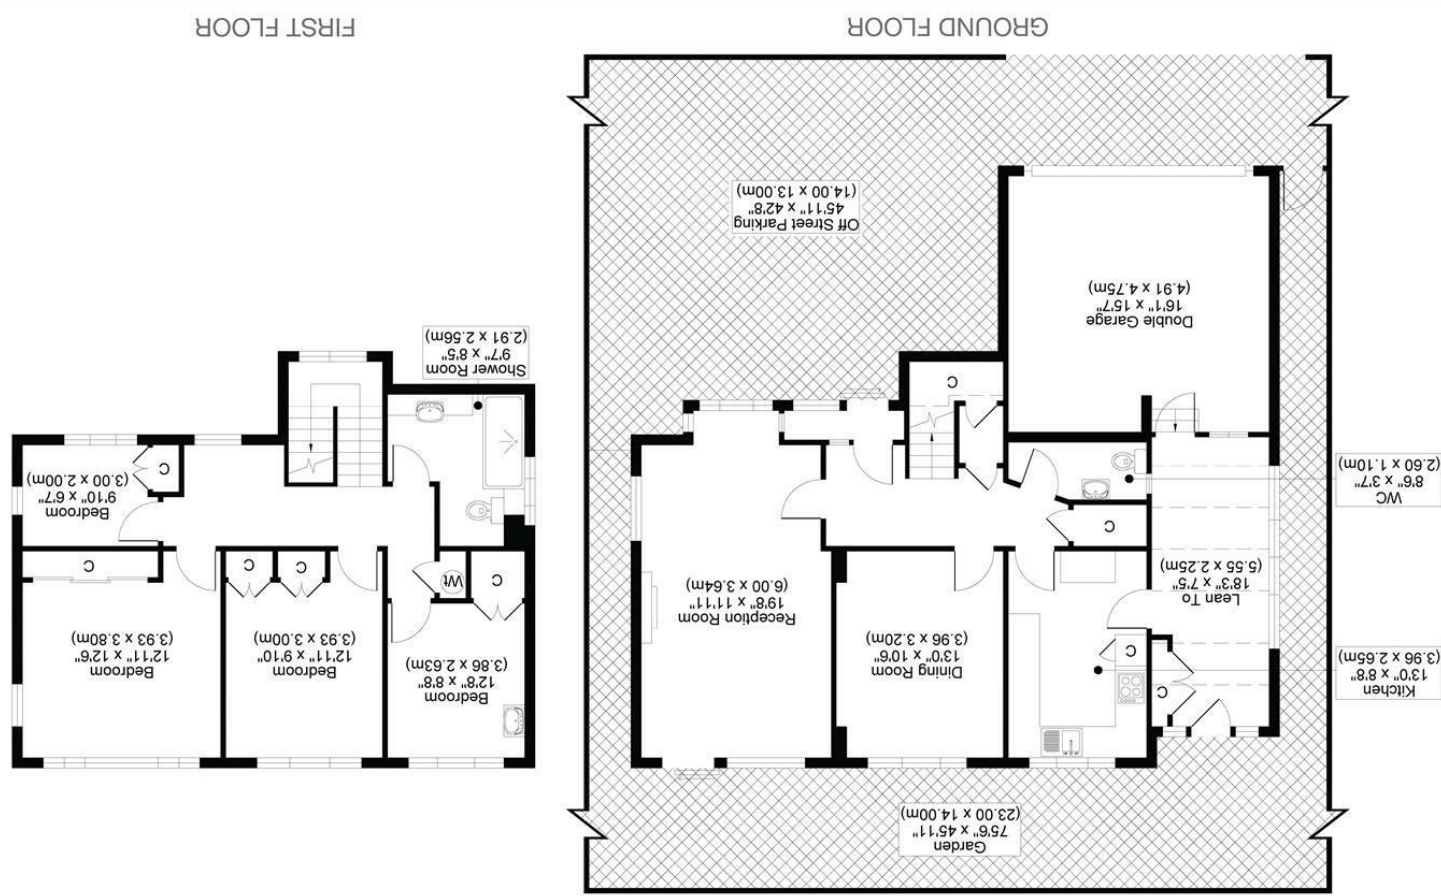 Garden
75'6" x 45'11"
(23.00 x 14.00m)
Kitchen
13'0" x 8'8"
(3.96 x 2.65m)
C
C
Lean To
18'3" x 7'5"
(5.55 x 2.25m)
WC
8'6" x 3'7"
(2.60 x 1.10m)
C
Dining Room
13'0" x 10'6"
(3.96 x 3.20m)
Reception Room
19'8" x 11'11"
(6.00 x 3.64m)
C
Double Garage
16'1" x 15'7"
(4.91 x 4.75m)
Off Street Parking
45'11" x 42'8"
(14.00 x 13.00m)
GROUND FLOOR
Bedroom
12'8" x 8'8"
(3.86 x 2.63m)
Bedroom
12'11" x 9'10"
(3.93 x 3.00m)
Bedroom
12'11" x 12'6"
(3.93 x 3.80m)
C
Wt
C
C
C
Bedroom
9'10" x 6'7"
(3.00 x 2.00m)
C
Shower Room
9'7" x 8'5"
(2.91 x 2.56m)
FIRST FLOOR